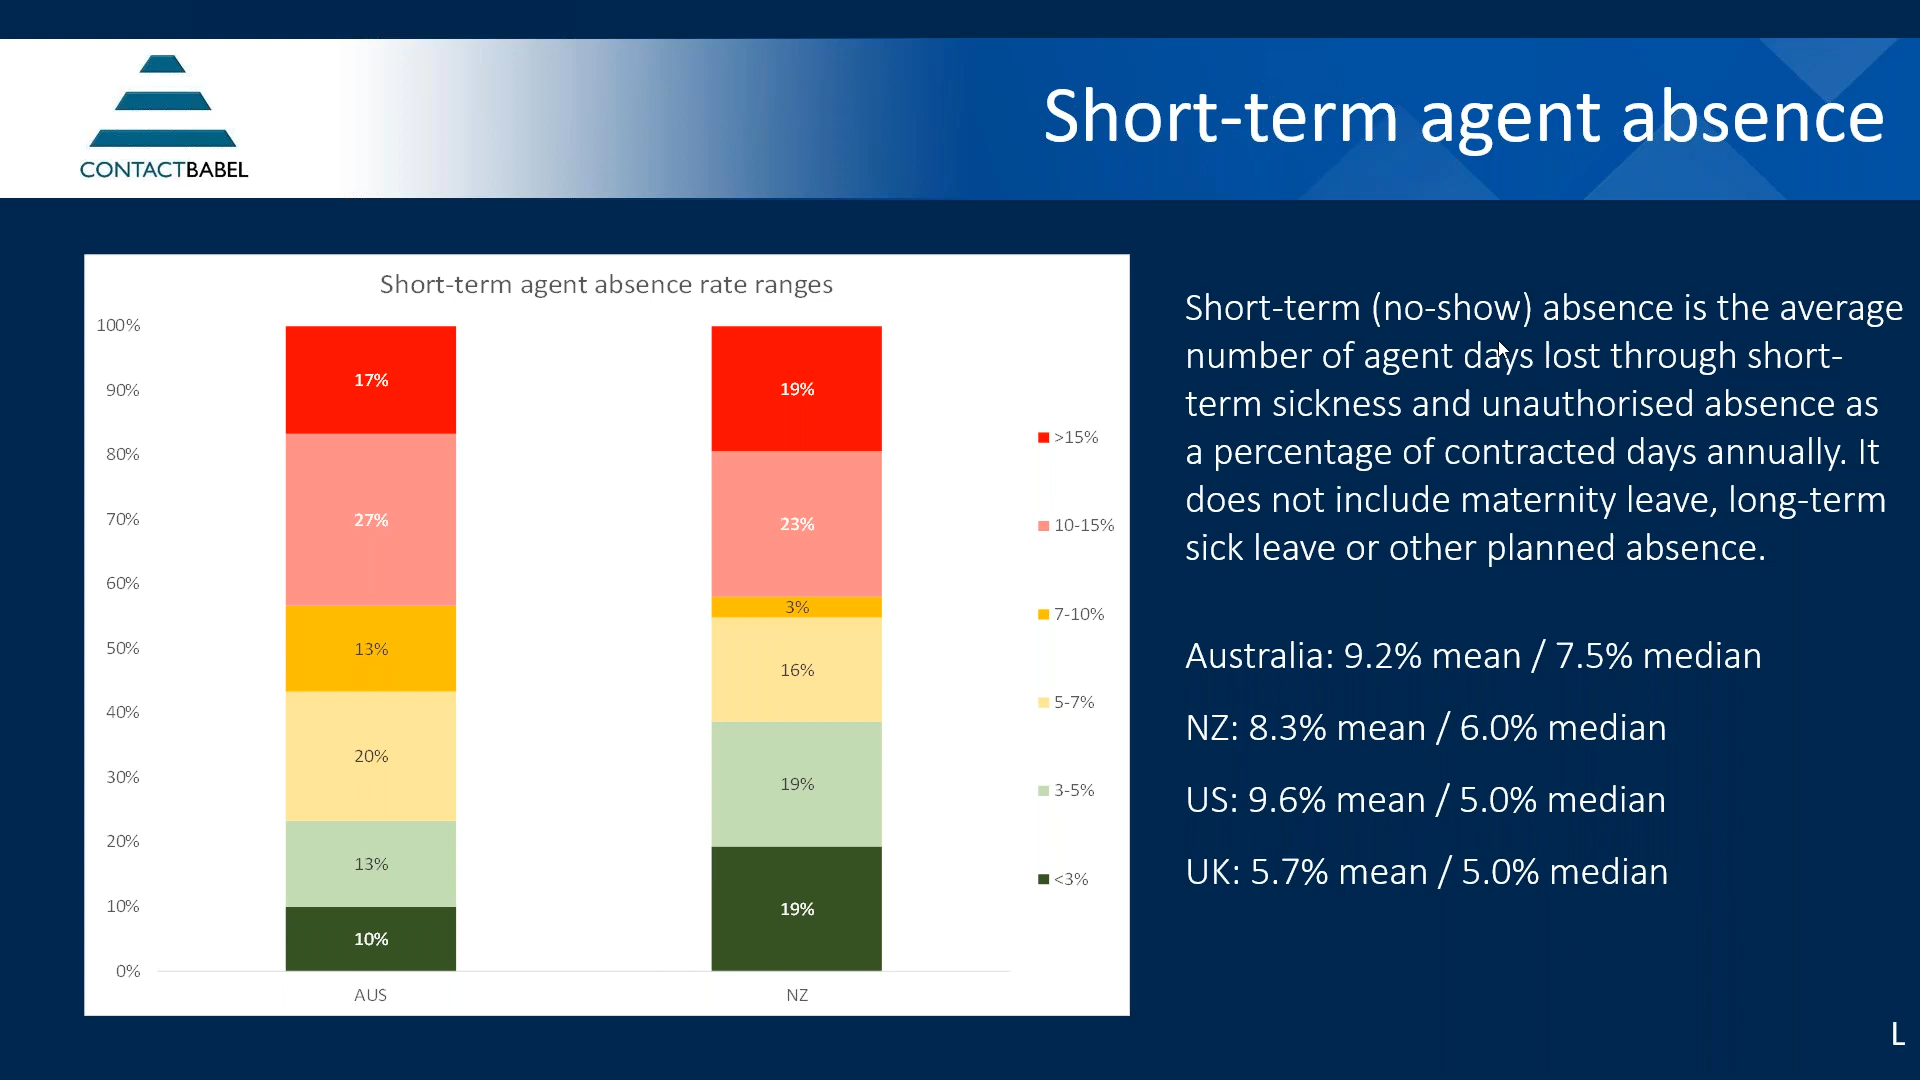 CONTACTBABEL
Short-term agent absence
Short-term agent absence rate ranges
100%
90%
80%
70%
60%
50%
40%
30%
20%
10%
0%
17%
27%
13%
20%
13%
10%
AUS
19%
23%
3%
16%
19%
19%
NZ
>15%
10-15%
7-10%
5-7%
3-5%
<3%
Short-term (no-show) absence is the average
number of agent days lost through short-
term sickness and unauthorised absence as
a percentage of contracted days annually. It
does not include maternity leave, long-term
sick leave or other planned absence.
Australia: 9.2% mean / 7.5% median
NZ: 8.3% mean / 6.0% median
US: 9.6% mean / 5.0% median
UK: 5.7% mean / 5.0% median
L